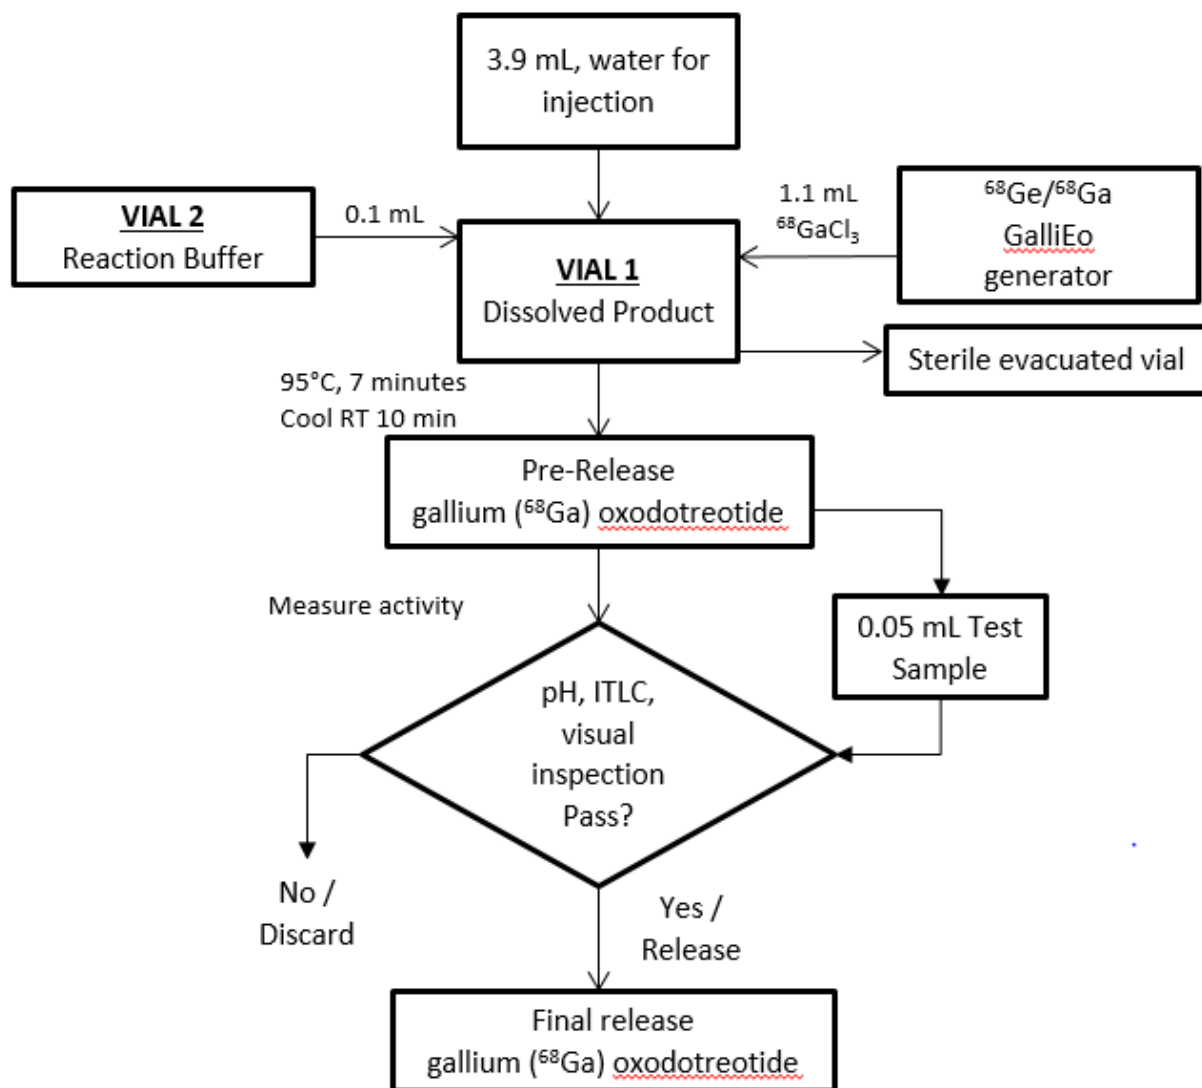 3.9 mL, water for
injection
VIAL 2
Reaction Buffer
0.1 mL
VIAL 1
Dissolved Product
1.1 mL
⁶⁸GaCl₃
⁶⁸Ge/⁶⁸Ga
GalliEo
generator
Sterile evacuated vial
95°C, 7 minutes
Cool RT 10 min
Pre-Release
gallium (⁶⁸Ga) oxodotreotide
Measure activity
0.05 mL Test
Sample
pH, ITLC,
visual
inspection
Pass?
No /
Discard
Yes /
Release
Final release
gallium (⁶⁸Ga) oxodotreotide